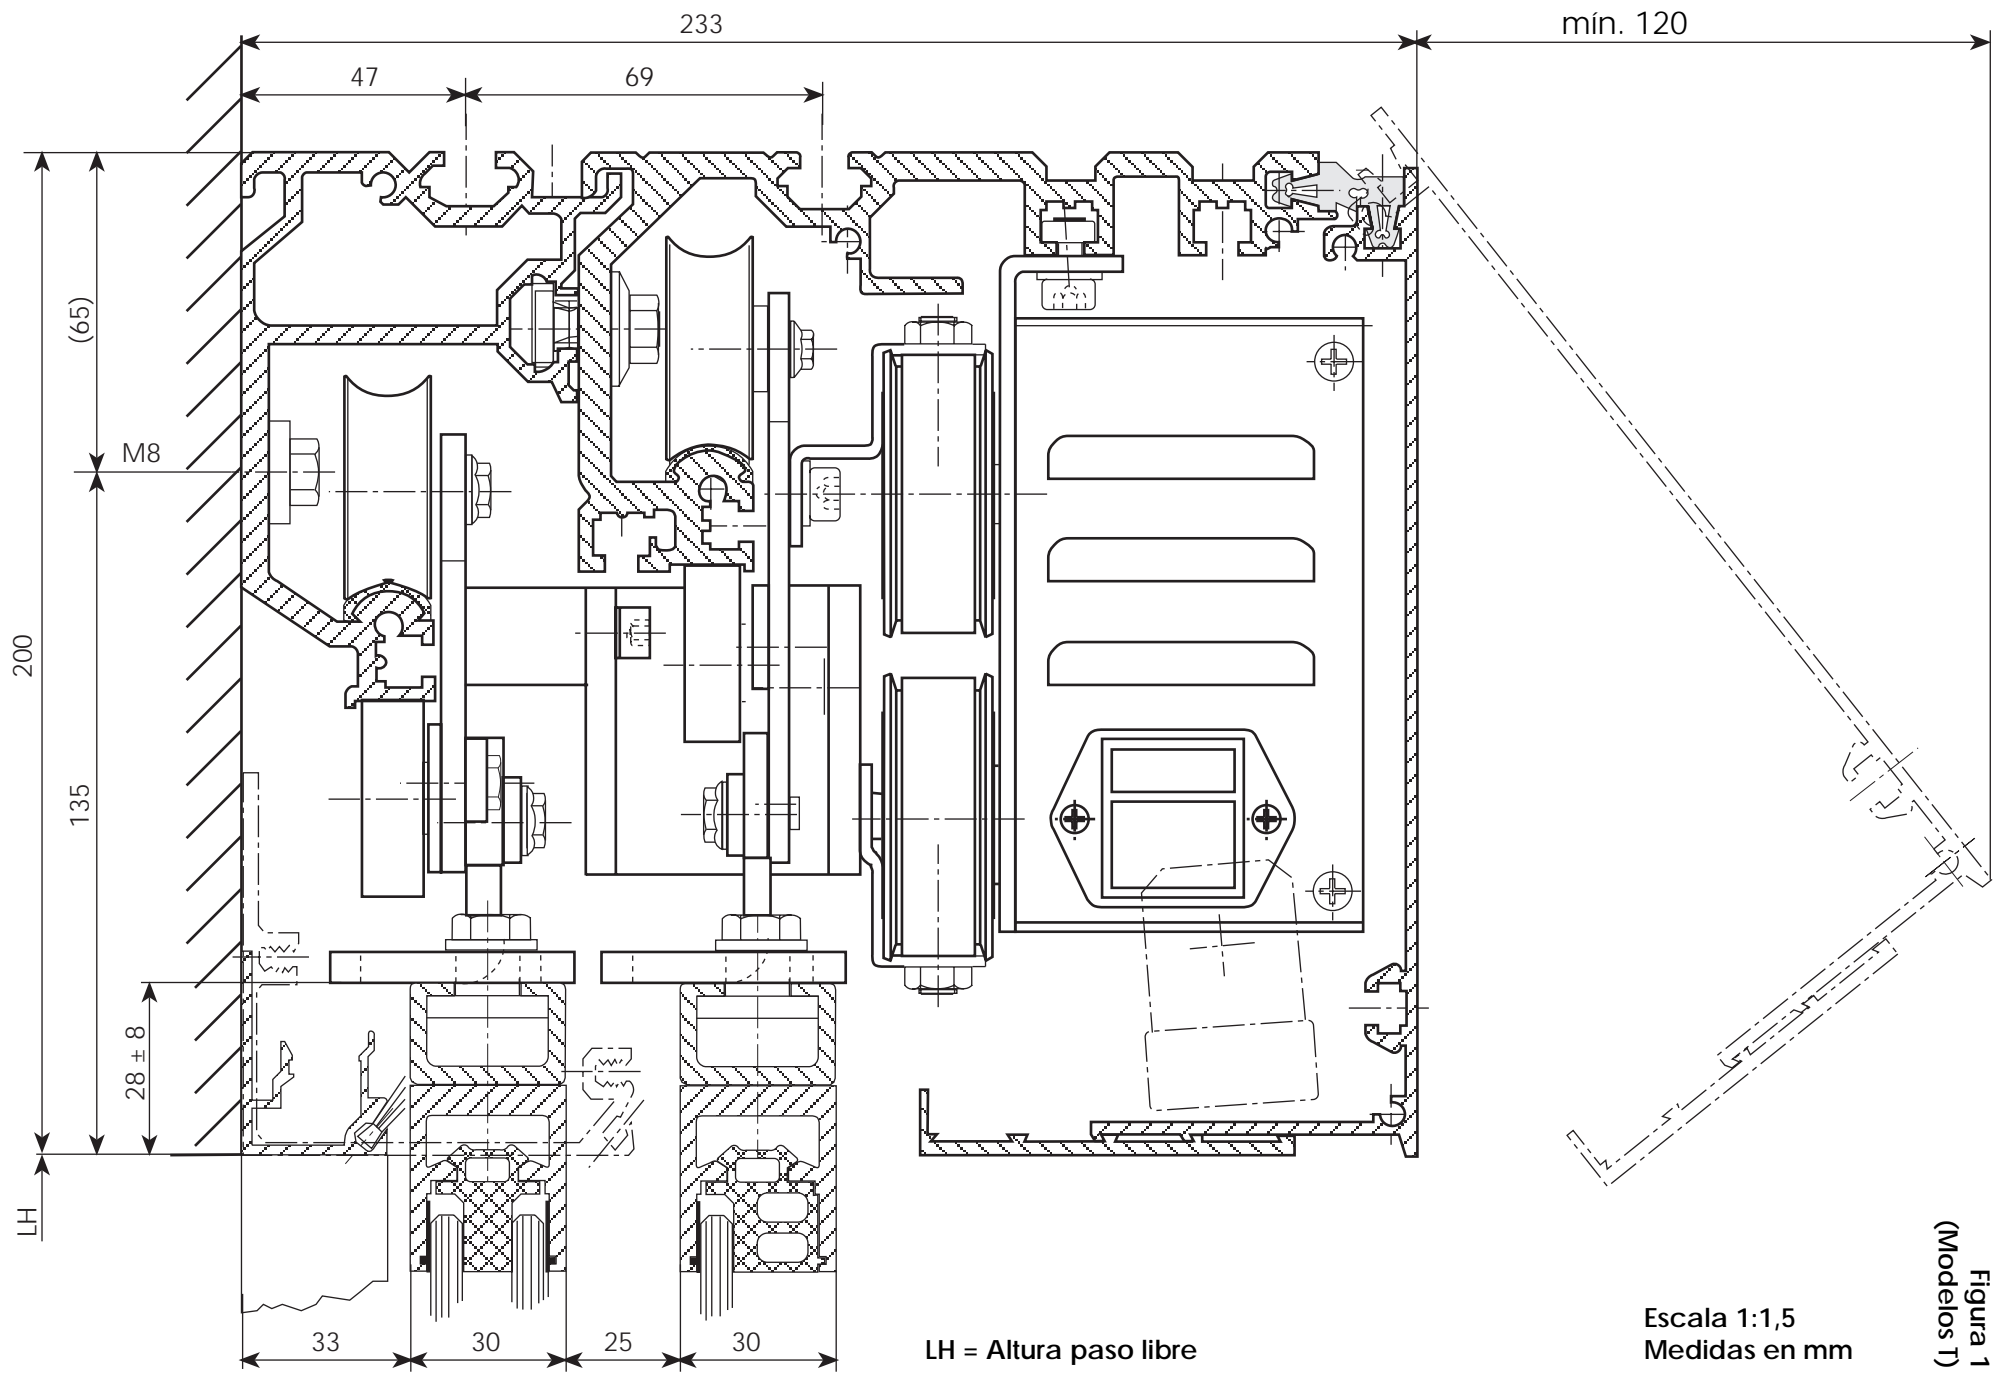 233
mín. 120
47
69
(65)
M8
200
135
28 ± 8
LH
33
30
25
30
LH = Altura paso libre
Escala 1:1,5
Medidas en mm
Figura 1
(Modelos T)